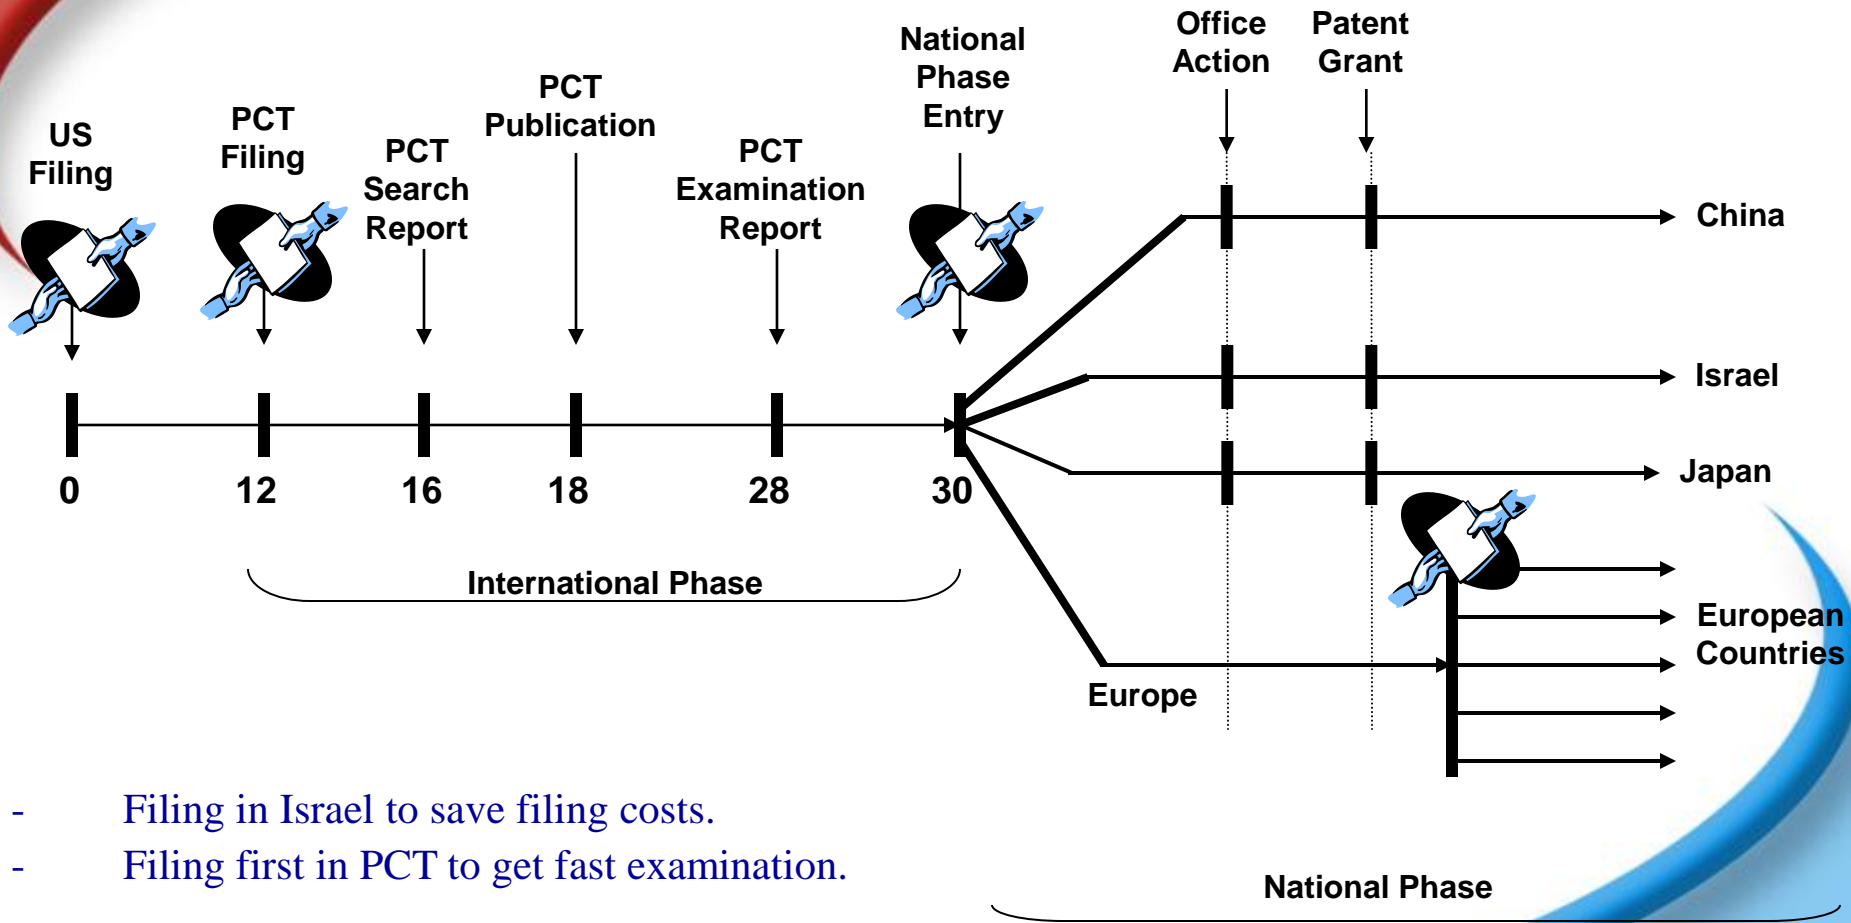 US
Filing
PCT
Filing
PCT
Search
Report
PCT
Publication
PCT
Examination
Report
National
Phase
Entry
Office
Action
Patent
Grant
China
Israel
Japan
European
Countries
Europe
0
12
16
18
28
30
International Phase
- Filing in Israel to save filing costs.
- Filing first in PCT to get fast examination.
National Phase